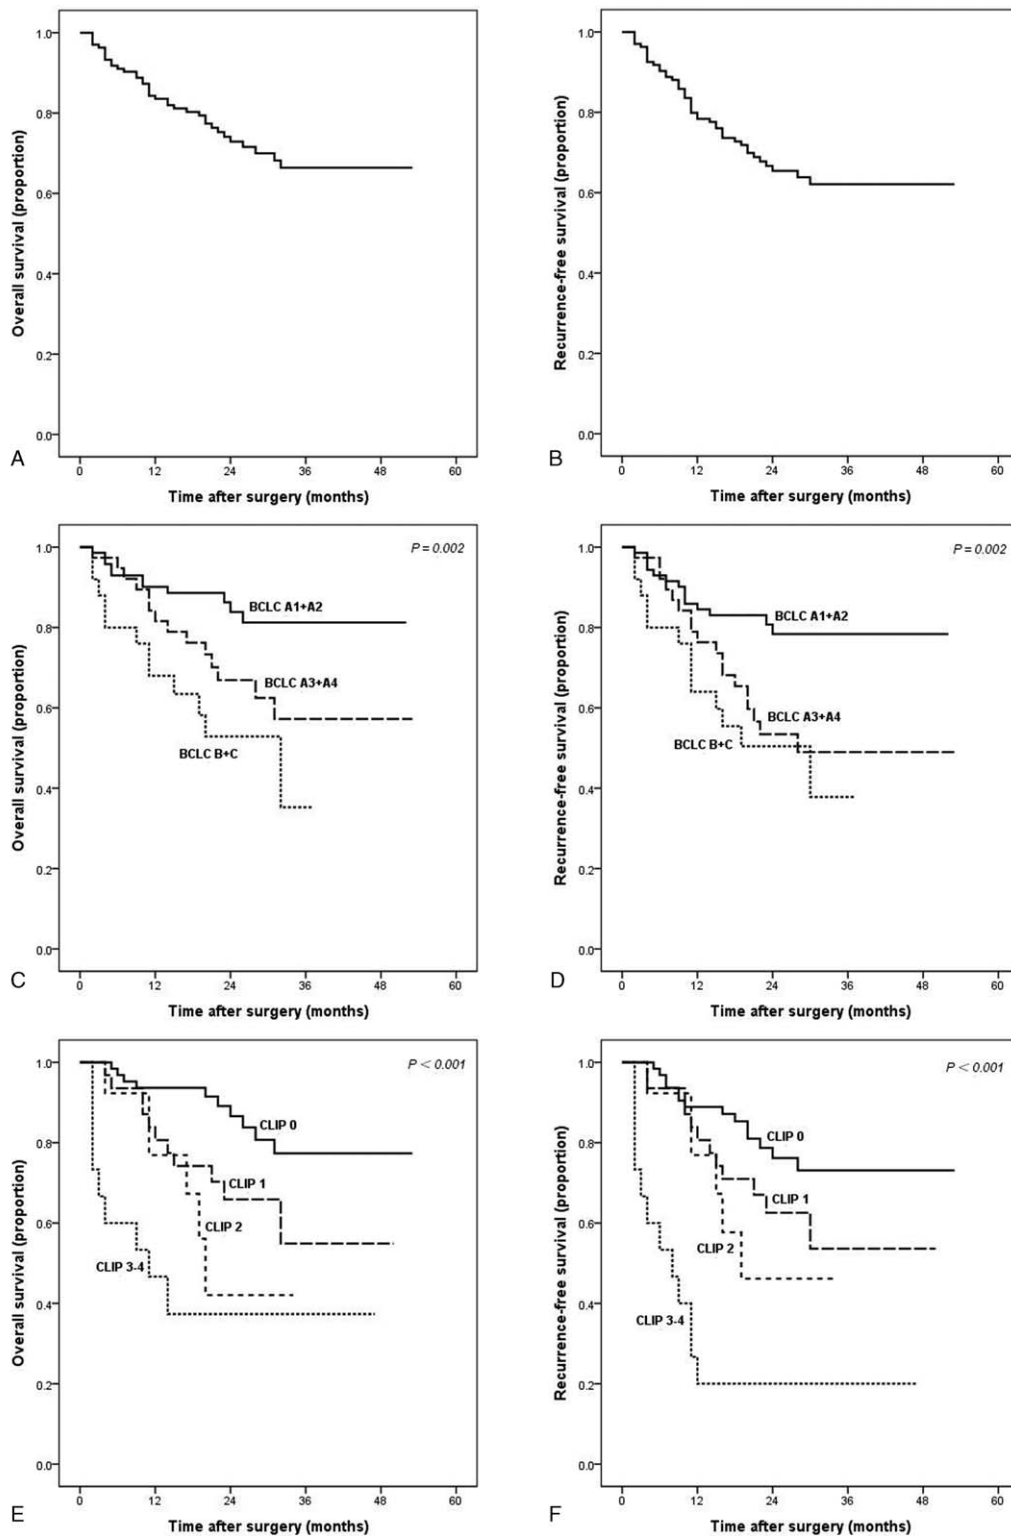 Overall survival (proportion)
1.0
0.8
0.6
0.4
0.2
0.0
0 12 24 36 48 60
Time after surgery (months)
A
Recurrence-free survival (proportion)
1.0
0.8
0.6
0.4
0.2
0.0
0 12 24 36 48 60
Time after surgery (months)
B
Overall survival (proportion)
1.0
0.8
0.6
0.4
0.2
0.0
P = 0.002
BCLC A1+A2
BCLC A3+A4
BCLC B+C
0 12 24 36 48 60
Time after surgery (months)
C
Recurrence-free survival (proportion)
1.0
0.8
0.6
0.4
0.2
0.0
P = 0.002
BCLC A1+A2
BCLC A3+A4
BCLC B+C
0 12 24 36 48 60
Time after surgery (months)
D
Overall survival (proportion)
1.0
0.8
0.6
0.4
0.2
0.0
P < 0.001
CLIP 0
CLIP 1
CLIP 2
CLIP 3-4
0 12 24 36 48 60
Time after surgery (months)
E
Recurrence-free survival (proportion)
1.0
0.8
0.6
0.4
0.2
0.0
P < 0.001
CLIP 0
CLIP 1
CLIP 2
CLIP 3-4
0 12 24 36 48 60
Time after surgery (months)
F